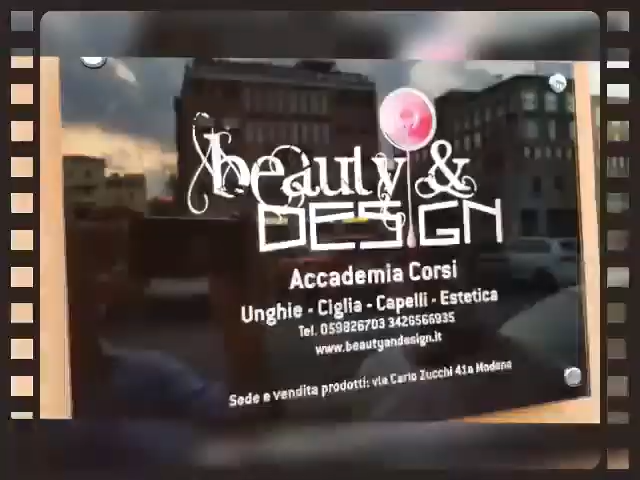 beauty &
DESIGN
Accademia Corsi
Unghie - Ciglia - Capelli - Estetica
Tel. 059826703 3426566935
www.beautyandesign.it
Sede e vendita prodotti: via Carlo Zucchi 41a Modena